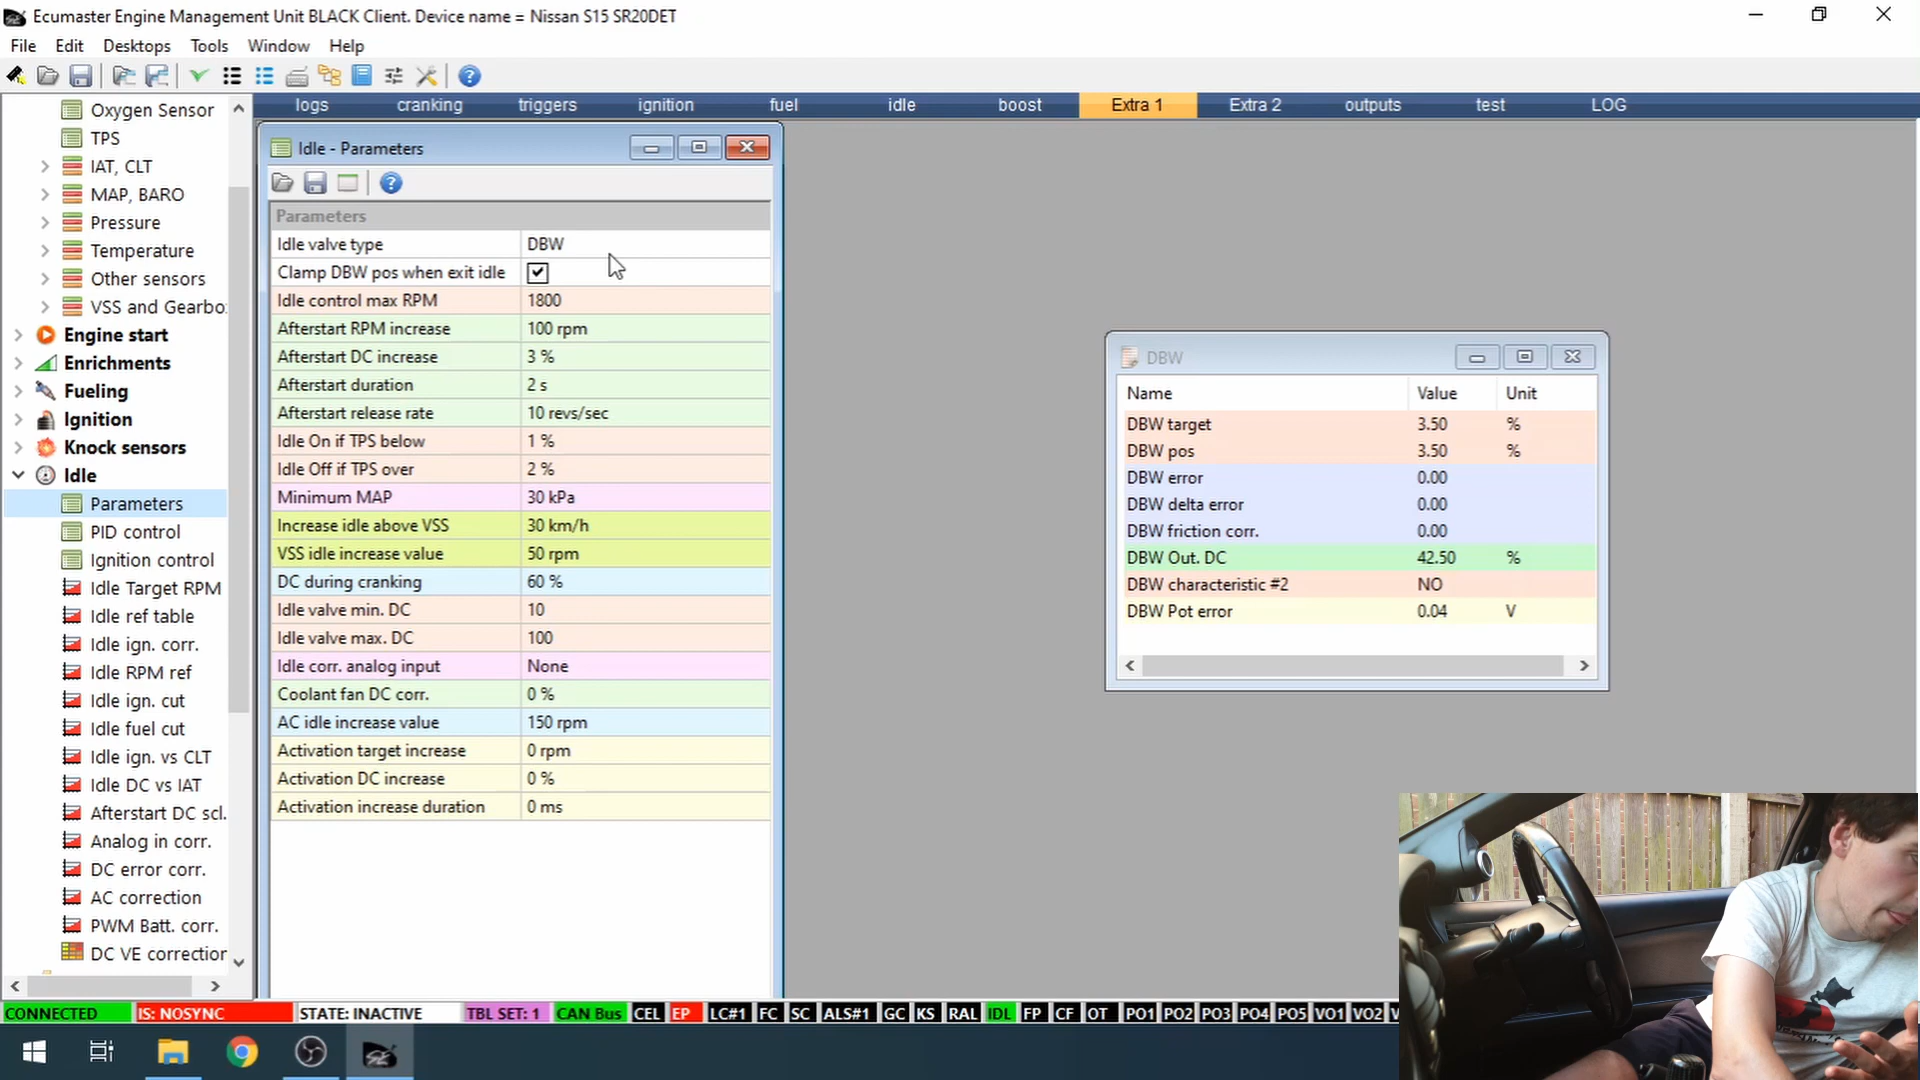 Ecumaster Engine Management Unit BLACK Client. Device name = Nissan S15 SR20DET
File Edit Desktops Tools Window Help
logs cranking triggers ignition fuel idle boost Extra 1 Extra 2 outputs test LOG
Oxygen Sensor
TPS
IAT, CLT
MAP, BARO
Pressure
Temperature
Other sensors
VSS and Gearbo
Engine start
Enrichments
Fueling
Ignition
Knock sensors
Idle
Parameters
PID control
Ignition control
Idle Target RPM
Idle ref table
Idle ign. corr.
Idle RPM ref
Idle ign. cut
Idle fuel cut
Idle ign. vs CLT
Idle DC vs IAT
Afterstart DC scl.
Analog in corr.
DC error corr.
AC correction
PWM Batt. corr.
DC VE correction
Idle - Parameters
Parameters
Idle valve type DBW
Clamp DBW pos when exit idle
Idle control max RPM 1800
Afterstart RPM increase 100 rpm
Afterstart DC increase 3 %
Afterstart duration 2 s
Afterstart release rate 10 revs/sec
Idle On if TPS below 1 %
Idle Off if TPS over 2 %
Minimum MAP 30 kPa
Increase idle above VSS 30 km/h
VSS idle increase value 50 rpm
DC during cranking 60 %
Idle valve min. DC 10
Idle valve max. DC 100
Idle corr. analog input None
Coolant fan DC corr. 0 %
AC idle increase value 150 rpm
Activation target increase 0 rpm
Activation DC increase 0 %
Activation increase duration 0 ms
DBW
Name Value Unit
DBW target 3.50 %
DBW pos 3.50 %
DBW error 0.00
DBW delta error 0.00
DBW friction corr. 0.00
DBW Out. DC 42.50 %
DBW characteristic #2 NO
DBW Pot error 0.04 V
CONNECTED IS: NOSYNC STATE: INACTIVE TBL SET: 1 CAN Bus CEL EP LC#1 FC SC ALS#1 GC KS RAL IDL FP CF OT PO1 PO2 PO3 PO4 PO5 VO1 VO2